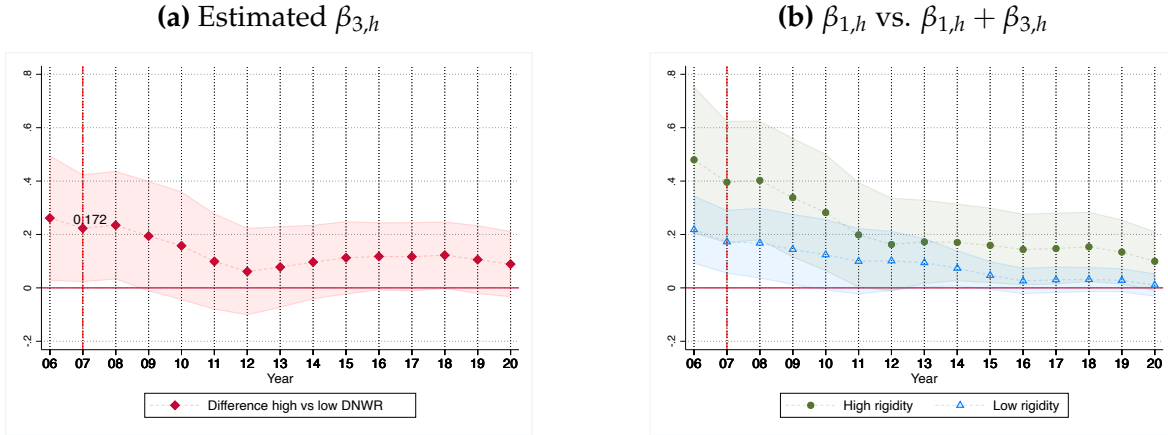 (a) Estimated β3,h
.8
.6
.4
.2
0
-.2
0.172
06 07 08 09 10 11 12 13 14 15 16 17 18 19 20
Year
Difference high vs low DNWR
(b) β1,h vs. β1,h + β3,h
.8
.6
.4
.2
0
-.2
06 07 08 09 10 11 12 13 14 15 16 17 18 19 20
Year
High rigidity Low rigidity